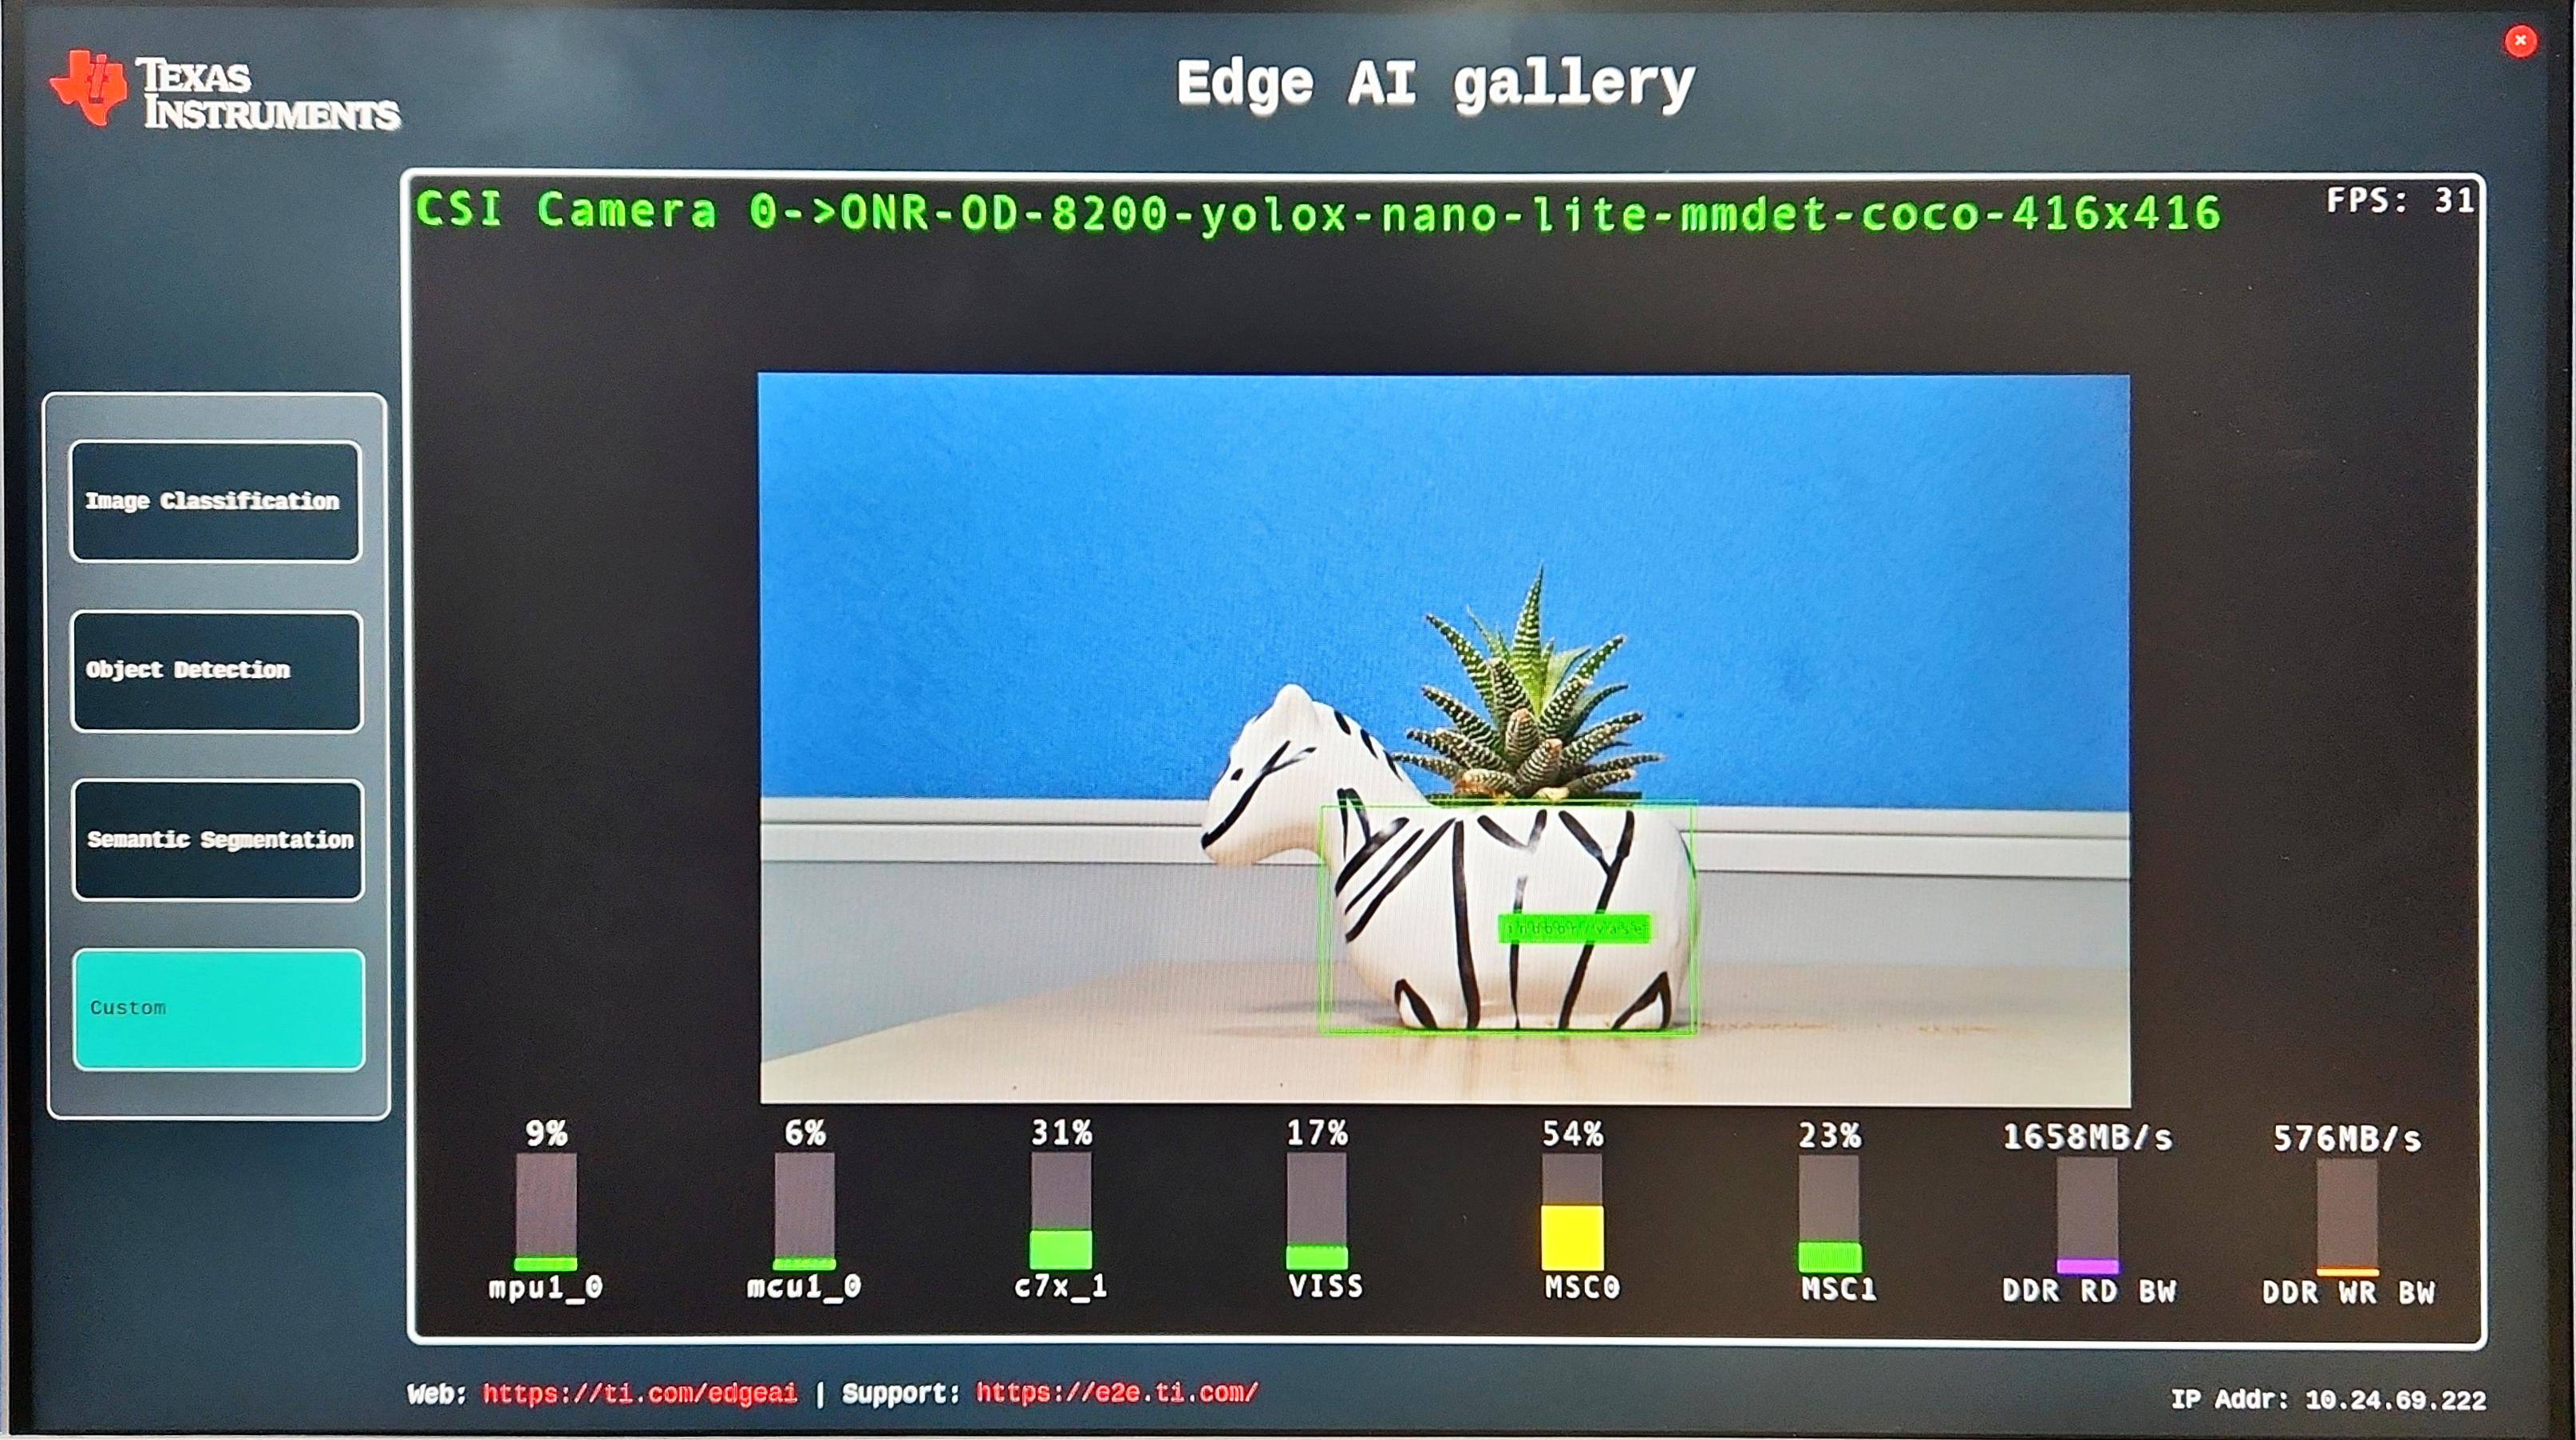 TEXAS
INSTRUMENTS
Edge AI gallery
CSI Camera 0->ONR-OD-8200-yolox-nano-lite-mmdet-coco-416x416
FPS: 31
Image Classification
Object Detection
Semantic Segmentation
Custom
indoor/vase
9%
6%
31%
17%
54%
23%
1658MB/s
576MB/s
mpu1_0
mcu1_0
c7x_1
VISS
MSC0
MSC1
DDR RD BW
DDR WR BW
Web: https://ti.com/edgeai | Support: https://e2e.ti.com/
IP Addr: 10.24.69.222